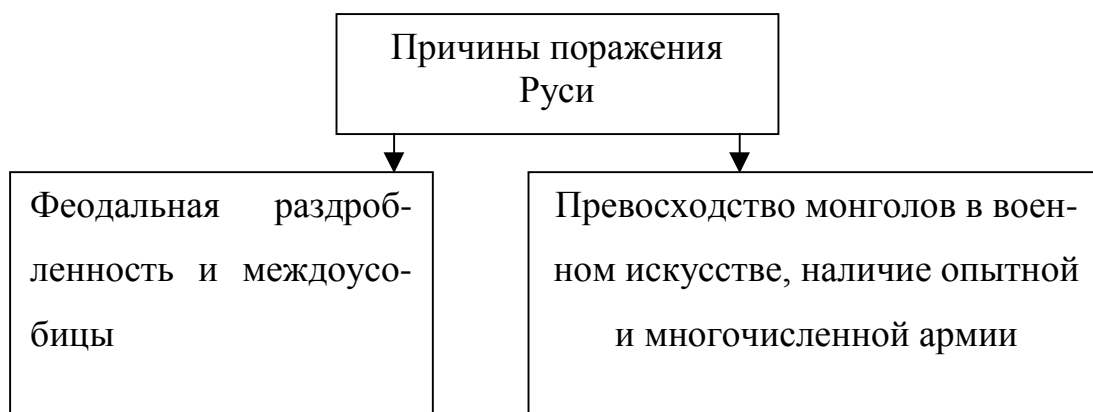 Причины поражения
Руси
Феодальная раздроб-
ленность и междоусо-
бицы
Превосходство монголов в воен-
ном искусстве, наличие опытной
и многочисленной армии